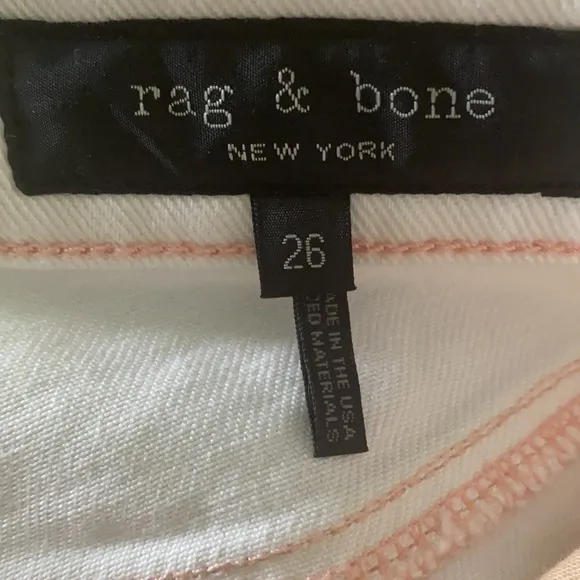 rag & bone
NEW YORK
26
MADE IN THE USA
MATERIALS